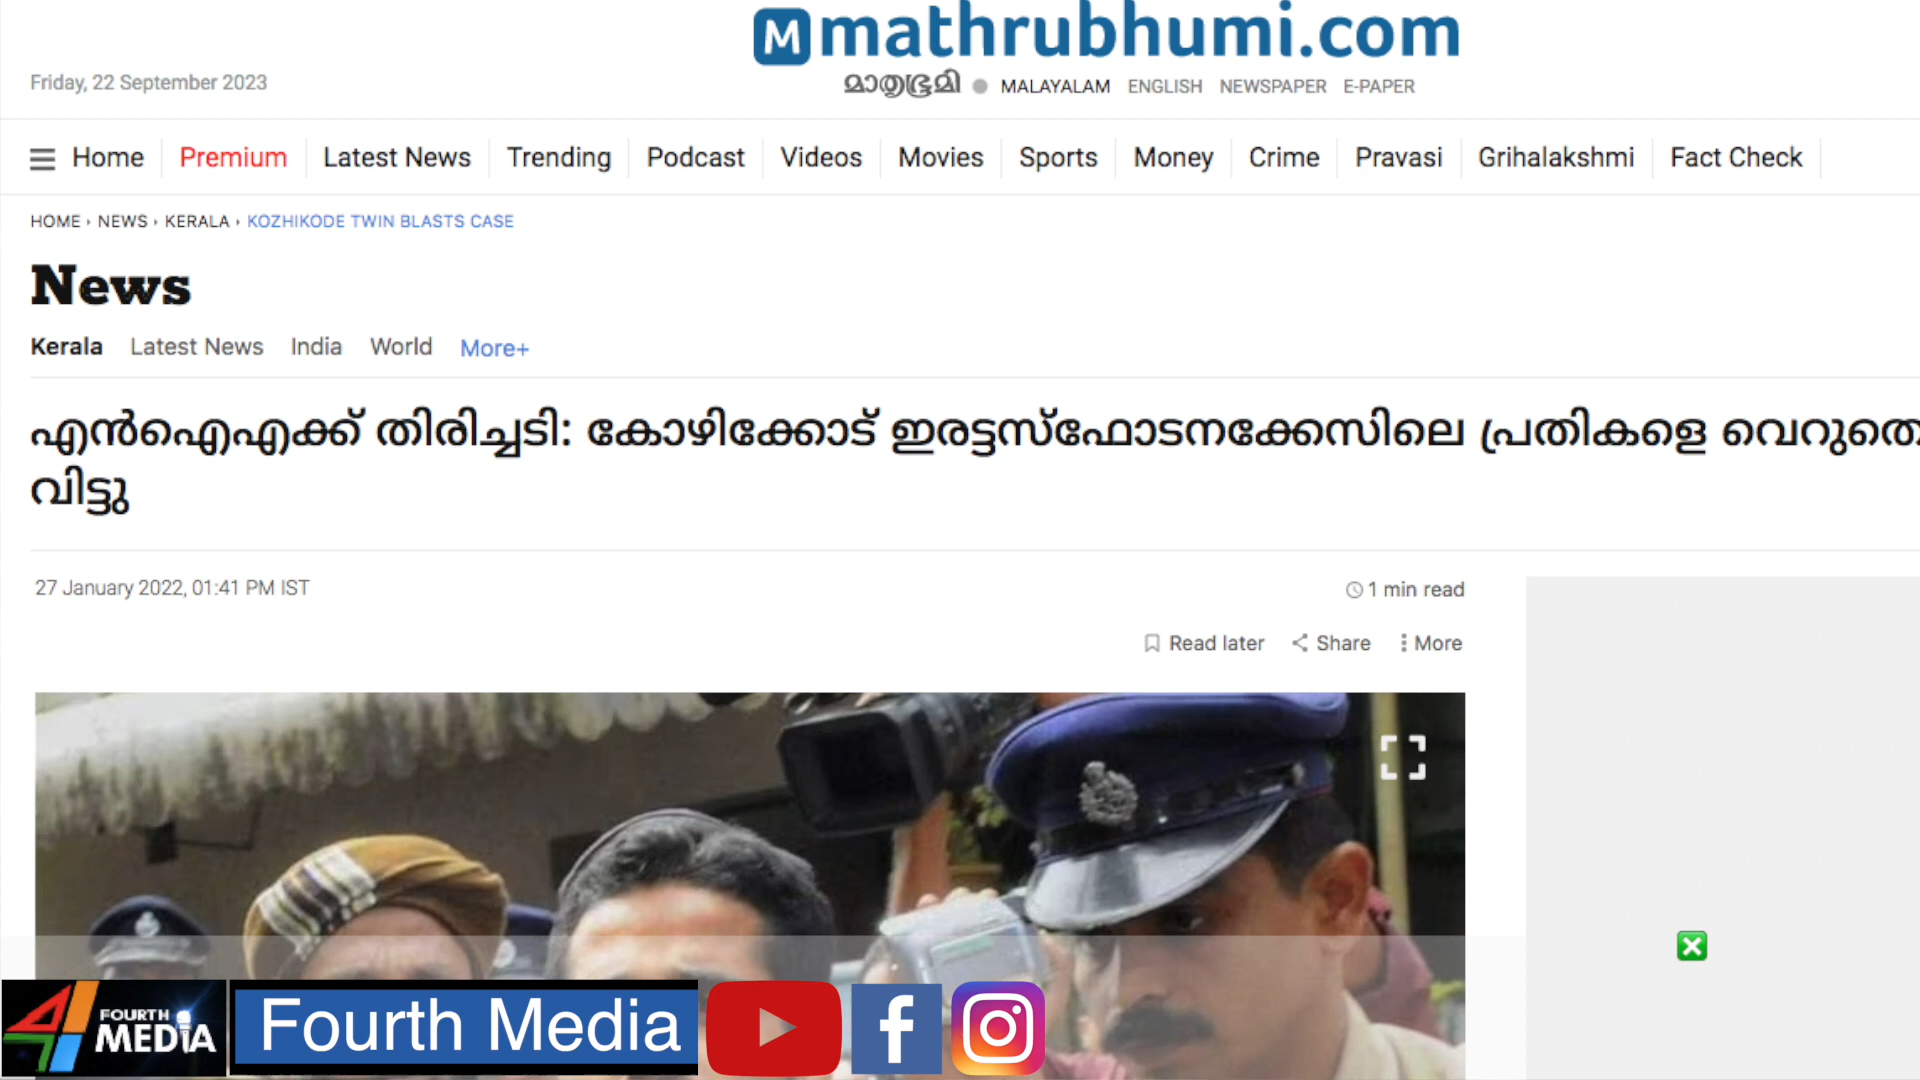 mathrubhumi.com
Friday, 22 September 2023
മാതൃഭൂമി MALAYALAM ENGLISH NEWSPAPER E-PAPER
Home Premium Latest News Trending Podcast Videos Movies Sports Money Crime Pravasi Grihalakshmi Fact Check
HOME › NEWS › KERALA › KOZHIKODE TWIN BLASTS CASE
News
Kerala Latest News India World More+
എൻഐഎക്ക് തിരിച്ചടി: കോഴിക്കോട് ഇരട്ടസ്ഫോടനക്കേസിലെ പ്രതികളെ വെറുതെ
വിട്ടു
27 January 2022, 01:41 PM IST
1 min read
Read later Share More
FOURTH
MEDIA
Fourth Media